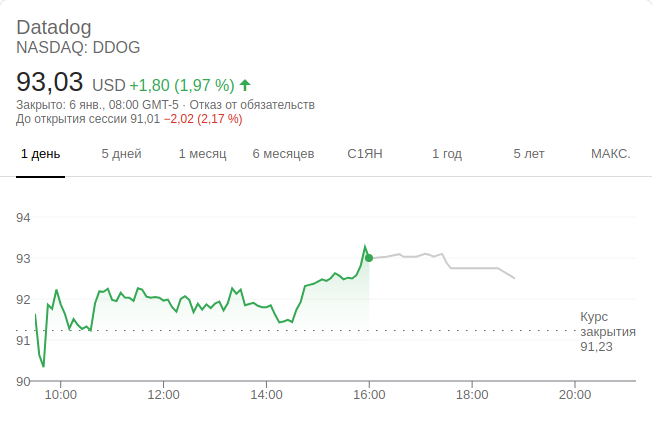 Datadog
NASDAQ: DDOG
93,03 USD +1,80 (1,97 %)
Закрыто: 6 янв., 08:00 GMT-5 · Отказ от обязательств
До открытия сессии 91,01 −2,02 (2,17 %)
1 день 5 дней 1 месяц 6 месяцев С1ЯН 1 год 5 лет МАКС.
94
93
92
91
90
Курс
закрытия
91,23
10:00 12:00 14:00 16:00 18:00 20:00